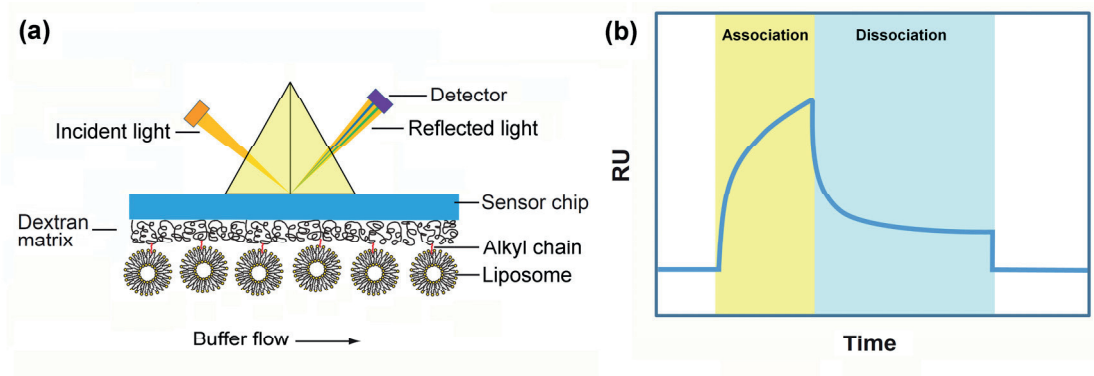 (a)
Incident light
Detector
Reflected light
Dextran
matrix
Sensor chip
Alkyl chain
Liposome
Buffer flow
(b)
Association
Dissociation
RU
Time